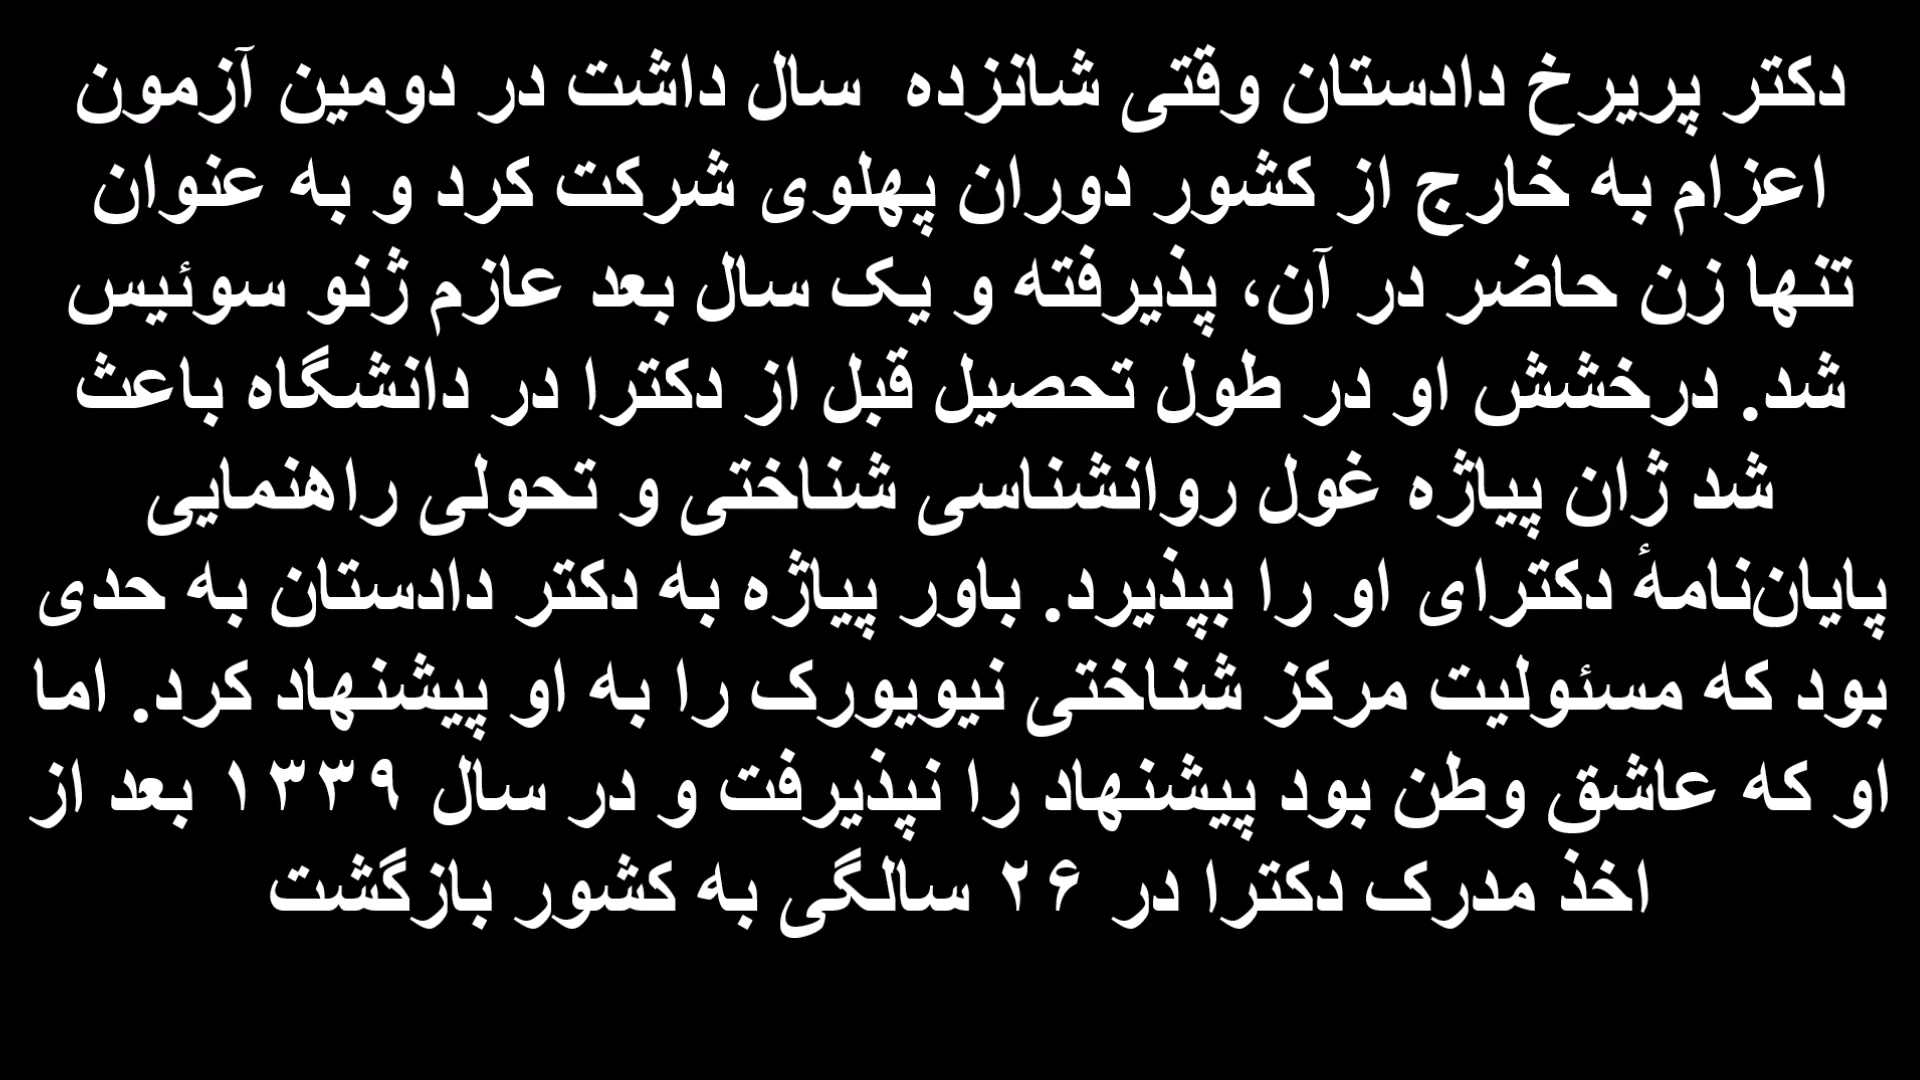 دکتر پریرخ دادستان وقتی شانزده  سال داشت در دومین آزمون
اعزام به خارج از کشور دوران پهلوی شرکت کرد و به عنوان
تنها زن حاضر در آن، پذیرفته و یک سال بعد عازم ژنو سوئیس
شد. درخشش او در طول تحصیل قبل از دکترا در دانشگاه باعث
شد ژان پیاژه غول روانشناسی شناختی و تحولی راهنمایی
پایان‌نامهٔ دکترای او را بپذیرد. باور پیاژه به دکتر دادستان به حدی
بود که مسئولیت مرکز شناختی نیویورک را به او پیشنهاد کرد. اما
او که عاشق وطن بود پیشنهاد را نپذیرفت و در سال ۱۳۳۹ بعد از
اخذ مدرک دکترا در ۲۶ سالگی به کشور بازگشت